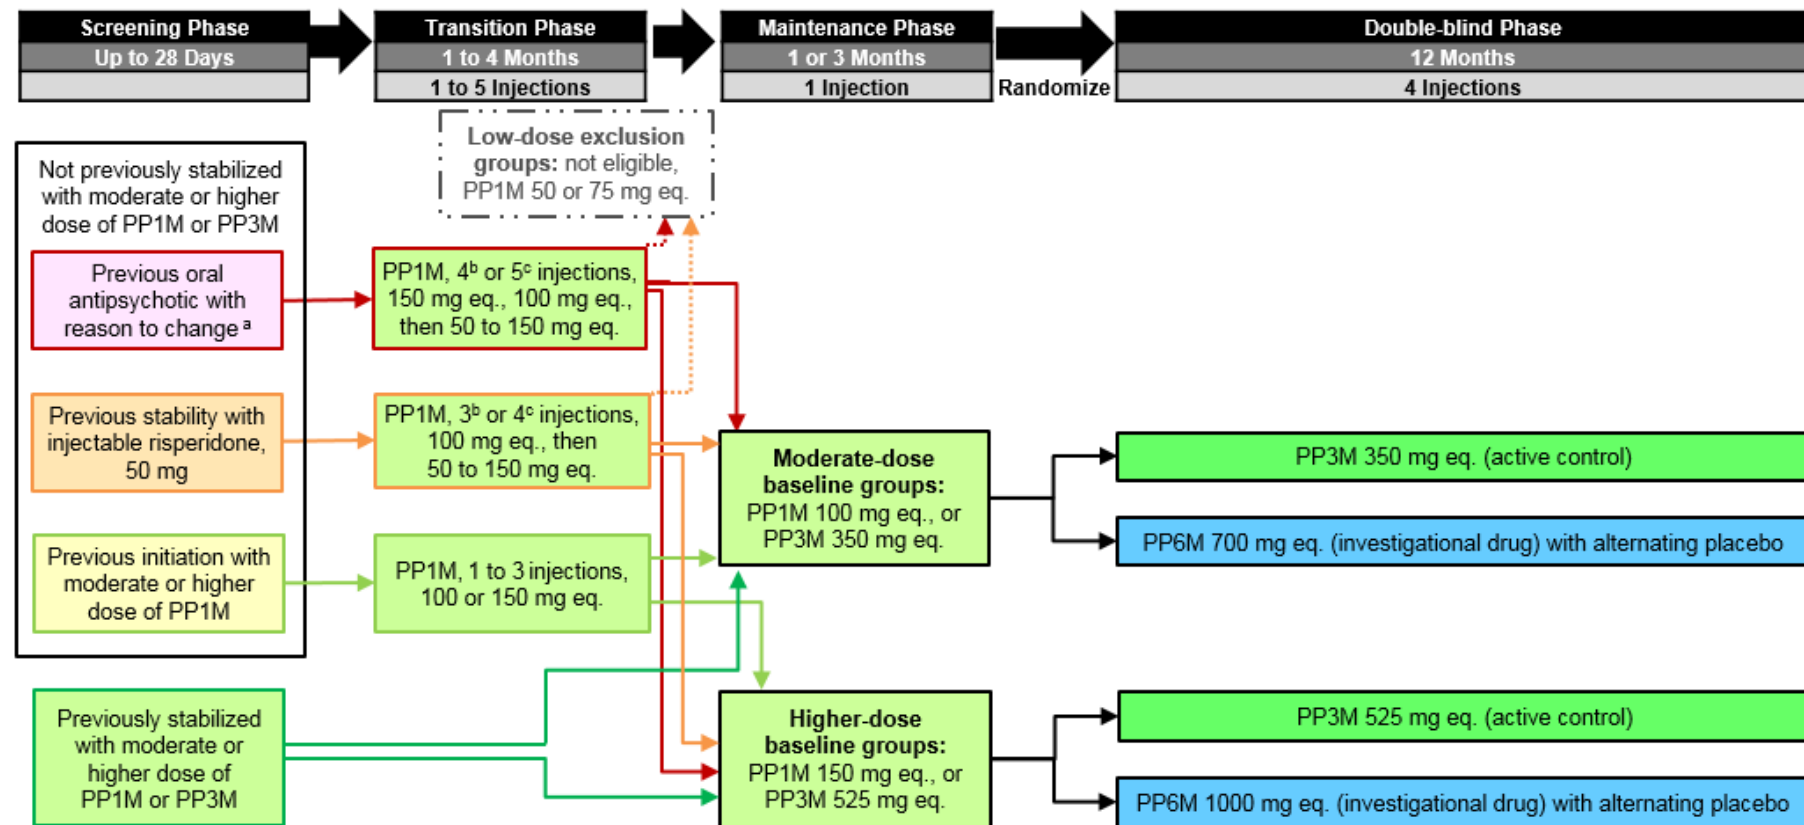 Screening Phase
Up to 28 Days
Transition Phase
1 to 4 Months
1 to 5 Injections
Maintenance Phase
1 or 3 Months
1 Injection
Randomize
Double-blind Phase
12 Months
4 Injections
Low-dose exclusion
groups: not eligible,
PP1M 50 or 75 mg eq.
Not previously stabilized
with moderate or higher
dose of PP1M or PP3M
Previous oral
antipsychotic with
reason to change a
PP1M, 4b or 5c injections,
150 mg eq., 100 mg eq.,
then 50 to 150 mg eq.
Previous stability with
injectable risperidone,
50 mg
PP1M, 3b or 4c injections,
100 mg eq., then
50 to 150 mg eq.
Previous initiation with
moderate or higher
dose of PP1M
PP1M, 1 to 3 injections,
100 or 150 mg eq.
Previously stabilized
with moderate or
higher dose of
PP1M or PP3M
Moderate-dose
baseline groups:
PP1M 100 mg eq., or
PP3M 350 mg eq.
PP3M 350 mg eq. (active control)
PP6M 700 mg eq. (investigational drug) with alternating placebo
Higher-dose
baseline groups:
PP1M 150 mg eq., or
PP3M 525 mg eq.
PP3M 525 mg eq. (active control)
PP6M 1000 mg eq. (investigational drug) with alternating placebo